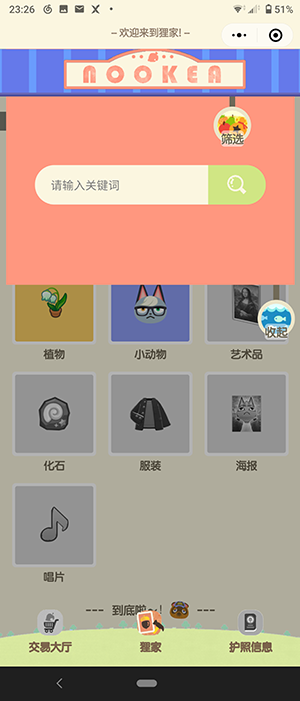 23:26
51%
-- 欢迎来到狸家! --
NOOKEA
筛选
请输入关键词
收起
植物
小动物
艺术品
化石
服装
海报
唱片
--- 到底啦~! ---
交易大厅
狸家
护照信息